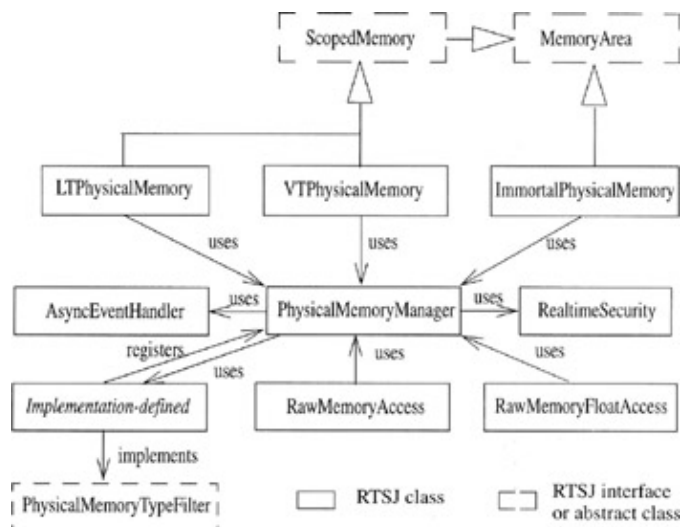 ScopedMemory
MemoryArea
LTPhysicalMemory
VTPhysicalMemory
ImmortalPhysicalMemory
uses
uses
uses
AsyncEventHandler
uses
PhysicalMemoryManager
uses
RealtimeSecurity
registers
uses
uses
uses
Implementation-defined
RawMemoryAccess
RawMemoryFloatAccess
implements
PhysicalMemoryTypeFilter
RTSJ class
RTSJ interface
or abstract class